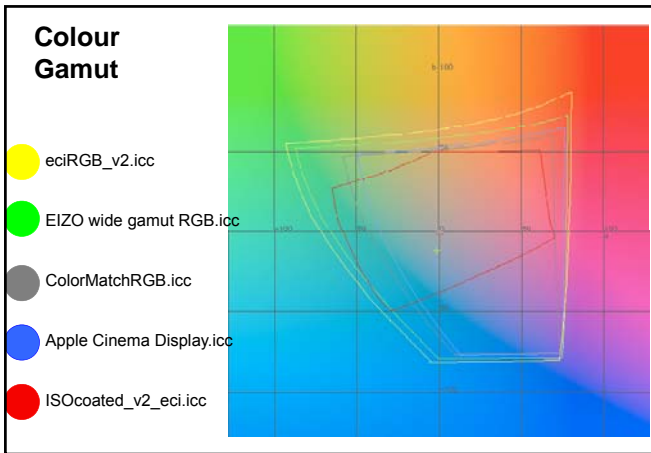 Colour
Gamut
eciRGB_v2.icc
EIZO wide gamut RGB.icc
ColorMatchRGB.icc
Apple Cinema Display.icc
ISOcoated_v2_eci.icc